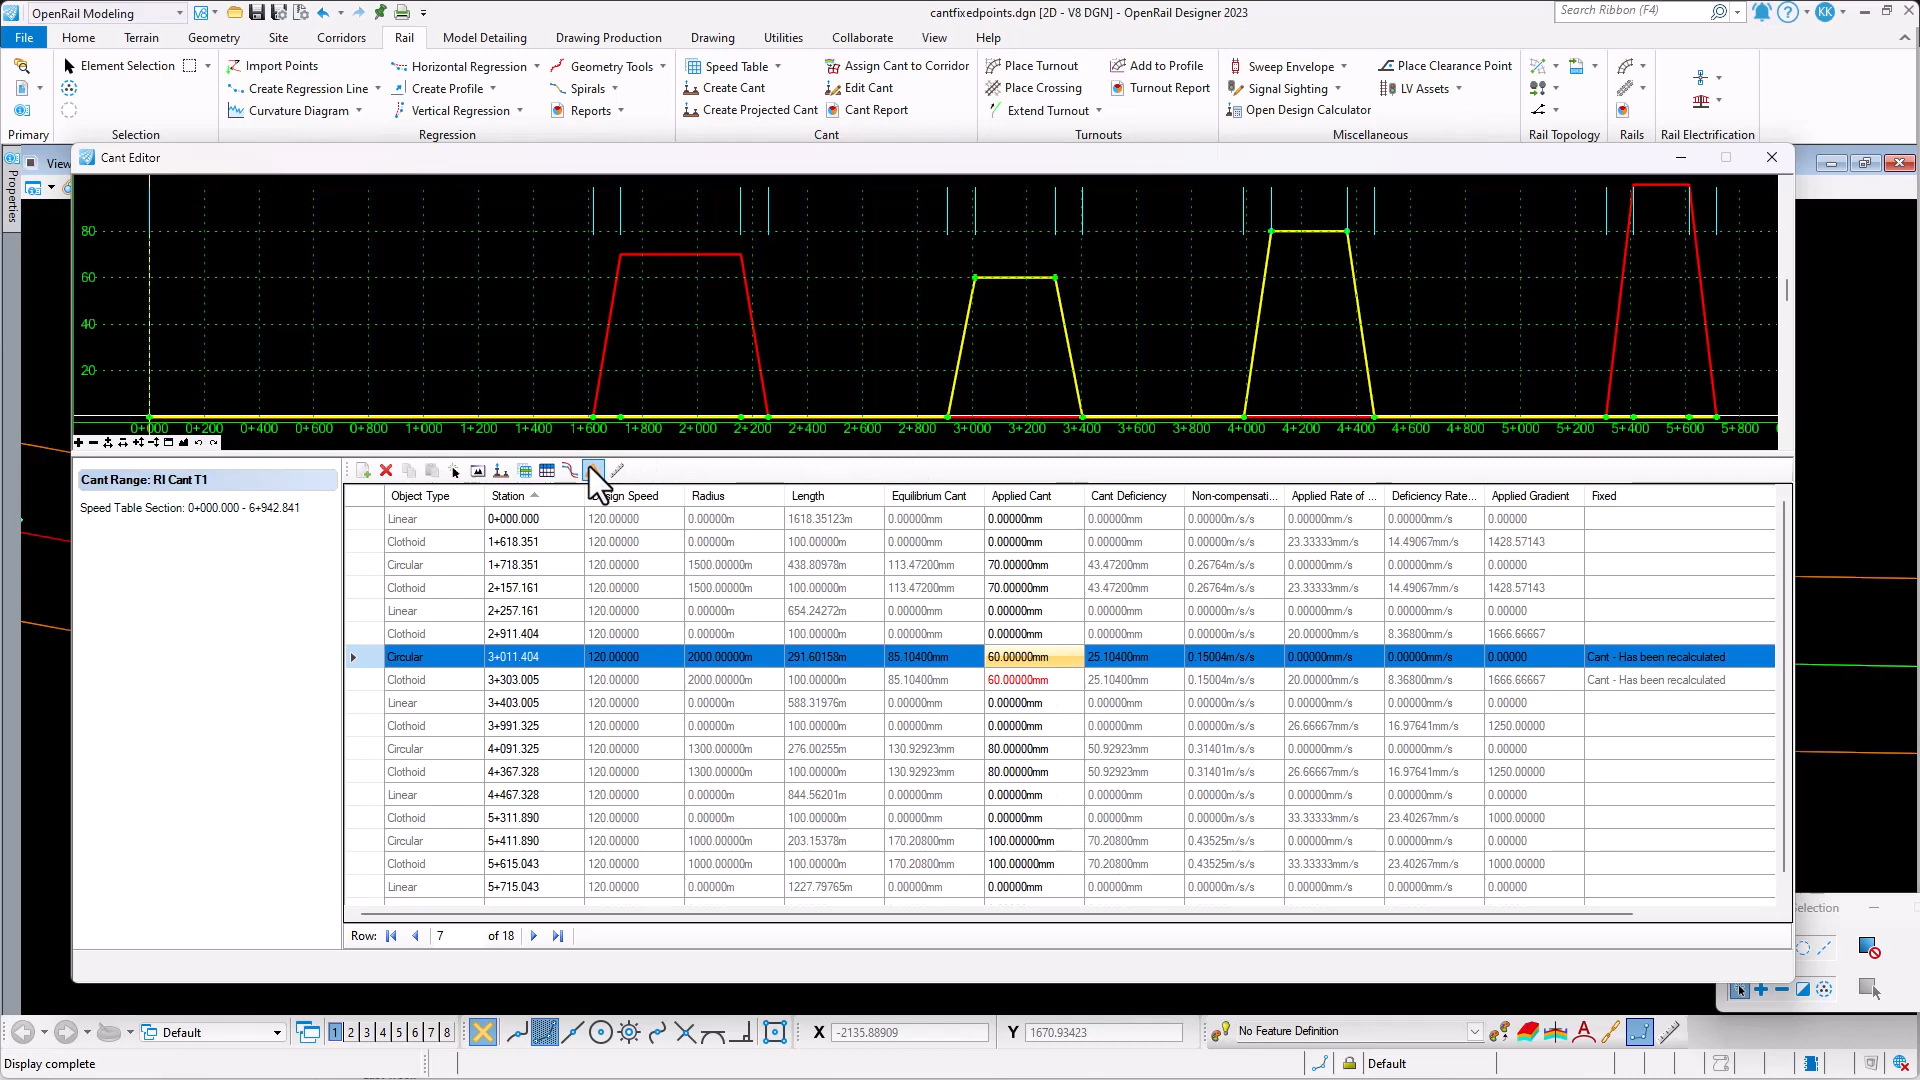 OpenRail Modeling
cantfixedpoints.dgn [2D - V8 DGN] - OpenRail Designer 2023
Search Ribbon (F4)
KK
File Home Terrain Geometry Site Corridors Rail Model Detailing Drawing Production Drawing Utilities Collaborate View Help
Element Selection Import Points Horizontal Regression Geometry Tools Speed Table Assign Cant to Corridor Place Turnout Add to Profile Sweep Envelope Place Clearance Point
Create Regression Line Create Profile Spirals Create Cant Edit Cant Place Crossing Turnout Report Signal Sighting LV Assets
Curvature Diagram Vertical Regression Reports Create Projected Cant Cant Report Extend Turnout Open Design Calculator
Primary Selection Regression Cant Turnouts Miscellaneous Rail Topology Rails Rail Electrification
View
Properties
Cant Editor
80
60
40
20
0+000 0+200 0+400 0+600 0+800 1+000 1+200 1+400 1+600 1+800 2+000 2+200 2+400 2+600 2+800 3+000 3+200 3+400 3+600 3+800 4+000 4+200 4+400 4+600 4+800 5+000 5+200 5+400 5+600 5+800
Cant Range: RI Cant T1
Speed Table Section: 0+000.000 - 6+942.841
Object Type Station sign Speed Radius Length Equilibrium Cant Applied Cant Cant Deficiency Non-compensati... Applied Rate of ... Deficiency Rate... Applied Gradient Fixed
Linear 0+000.000 120.00000 0.00000m 1618.35123m 0.00000mm 0.00000mm 0.00000mm 0.00000m/s/s 0.00000mm/s 0.00000mm/s 0.00000
Clothoid 1+618.351 120.00000 0.00000m 100.00000m 0.00000mm 0.00000mm 0.00000mm 0.00000m/s/s 23.33333mm/s 14.49067mm/s 1428.57143
Circular 1+718.351 120.00000 1500.00000m 438.80978m 113.47200mm 70.00000mm 43.47200mm 0.26764m/s/s 0.00000mm/s 0.00000mm/s 0.00000
Clothoid 2+157.161 120.00000 1500.00000m 100.00000m 113.47200mm 70.00000mm 43.47200mm 0.26764m/s/s 23.33333mm/s 14.49067mm/s 1428.57143
Linear 2+257.161 120.00000 0.00000m 654.24272m 0.00000mm 0.00000mm 0.00000mm 0.00000m/s/s 0.00000mm/s 0.00000mm/s 0.00000
Clothoid 2+911.404 120.00000 0.00000m 100.00000m 0.00000mm 0.00000mm 0.00000mm 0.00000m/s/s 20.00000mm/s 8.36800mm/s 1666.66667
Circular 3+011.404 120.00000 2000.00000m 291.60158m 85.10400mm 60.00000mm 25.10400mm 0.15004m/s/s 0.00000mm/s 0.00000mm/s 0.00000 Cant - Has been recalculated
Clothoid 3+303.005 120.00000 2000.00000m 100.00000m 85.10400mm 60.00000mm 25.10400mm 0.15004m/s/s 20.00000mm/s 8.36800mm/s 1666.66667 Cant - Has been recalculated
Linear 3+403.005 120.00000 0.00000m 588.31976m 0.00000mm 0.00000mm 0.00000mm 0.00000m/s/s 0.00000mm/s 0.00000mm/s 0.00000
Clothoid 3+991.325 120.00000 0.00000m 100.00000m 0.00000mm 0.00000mm 0.00000mm 0.00000m/s/s 26.66667mm/s 16.97641mm/s 1250.00000
Circular 4+091.325 120.00000 1300.00000m 276.00255m 130.92923mm 80.00000mm 50.92923mm 0.31401m/s/s 0.00000mm/s 0.00000mm/s 0.00000
Clothoid 4+367.328 120.00000 1300.00000m 100.00000m 130.92923mm 80.00000mm 50.92923mm 0.31401m/s/s 26.66667mm/s 16.97641mm/s 1250.00000
Linear 4+467.328 120.00000 0.00000m 844.56201m 0.00000mm 0.00000mm 0.00000mm 0.00000m/s/s 0.00000mm/s 0.00000mm/s 0.00000
Clothoid 5+311.890 120.00000 0.00000m 100.00000m 0.00000mm 0.00000mm 0.00000mm 0.00000m/s/s 33.33333mm/s 23.40267mm/s 1000.00000
Circular 5+411.890 120.00000 1000.00000m 203.15378m 170.20800mm 100.00000mm 70.20800mm 0.43525m/s/s 0.00000mm/s 0.00000mm/s 0.00000
Clothoid 5+615.043 120.00000 1000.00000m 100.00000m 170.20800mm 100.00000mm 70.20800mm 0.43525m/s/s 33.33333mm/s 23.40267mm/s 1000.00000
Linear 5+715.043 120.00000 0.00000m 1227.79765m 0.00000mm 0.00000mm 0.00000mm 0.00000m/s/s 0.00000mm/s 0.00000mm/s 0.00000
Row: 7 of 18
Default 1 2 3 4 5 6 7 8 X -2135.88909 Y 1670.93423 No Feature Definition
Display complete Default